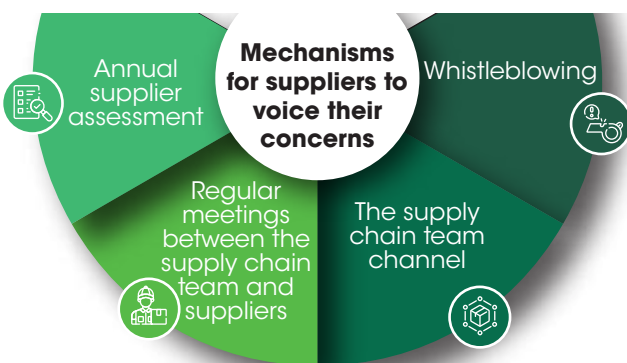 Mechanisms
for suppliers to
voice their
concerns
Annual
supplier
assessment
Whistleblowing
Regular
meetings
between the
supply chain
team and
suppliers
The supply
chain team
channel